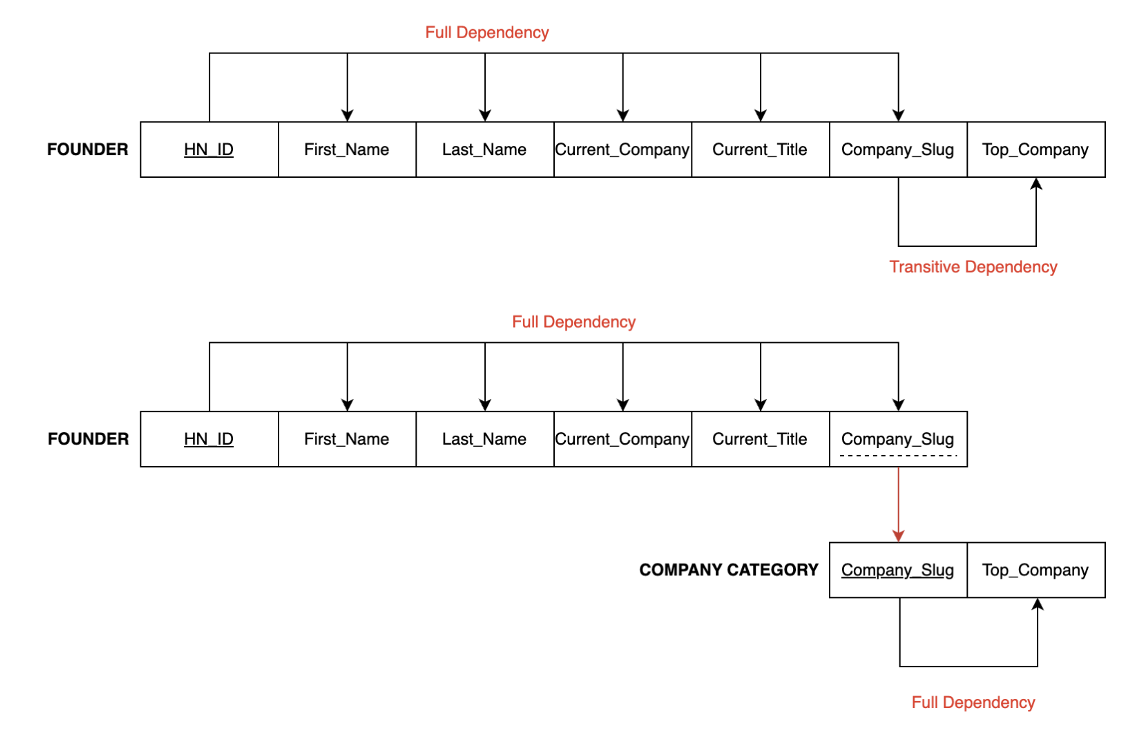 Full Dependency
FOUNDER HN_ID First_Name Last_Name Current_Company Current_Title Company_Slug Top_Company
Transitive Dependency
Full Dependency
FOUNDER HN_ID First_Name Last_Name Current_Company Current_Title Company_Slug
COMPANY CATEGORY Company_Slug Top_Company
Full Dependency